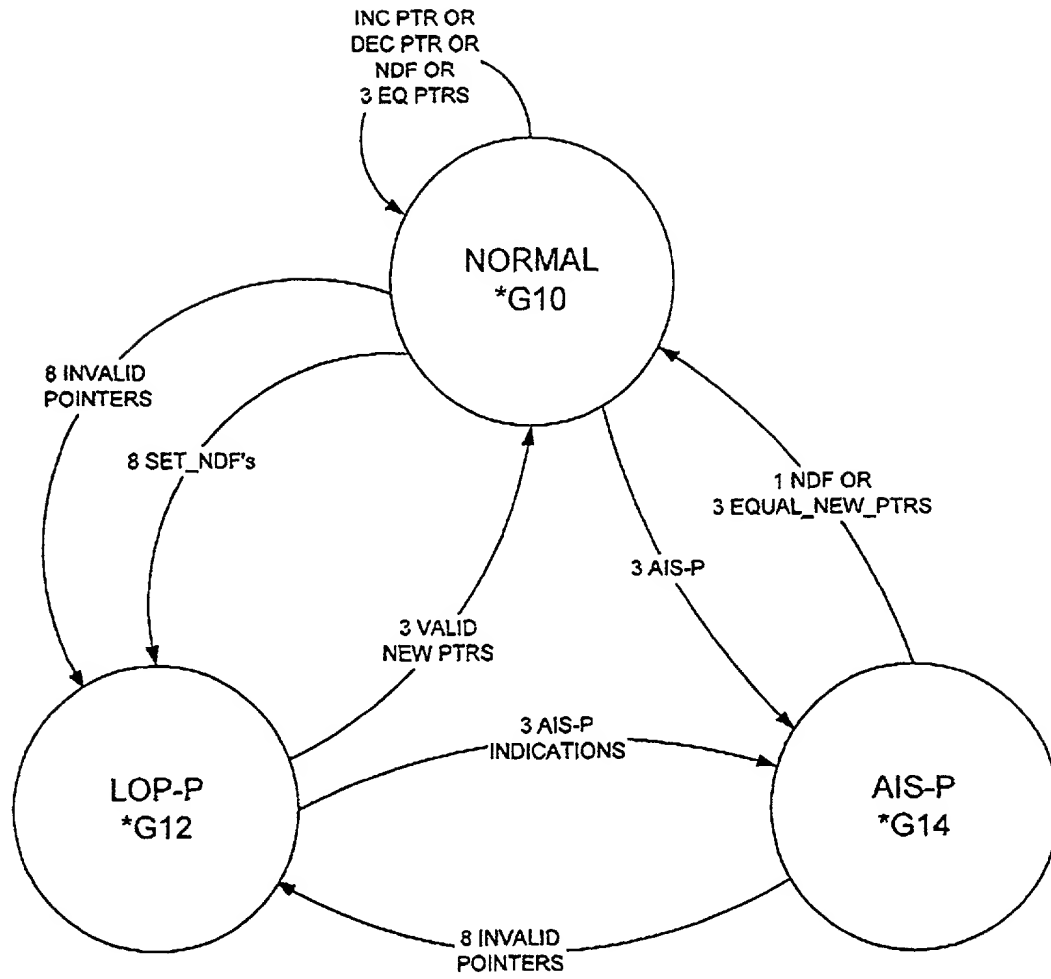 INC PTR OR
DEC PTR OR
NDF OR
3 EQ PTRS
NORMAL
*G10
8 INVALID
POINTERS
8 SET_NDF's
1 NDF OR
3 EQUAL_NEW_PTRS
3 AIS-P
3 VALID
NEW PTRS
3 AIS-P
INDICATIONS
LOP-P
*G12
AIS-P
*G14
8 INVALID
POINTERS